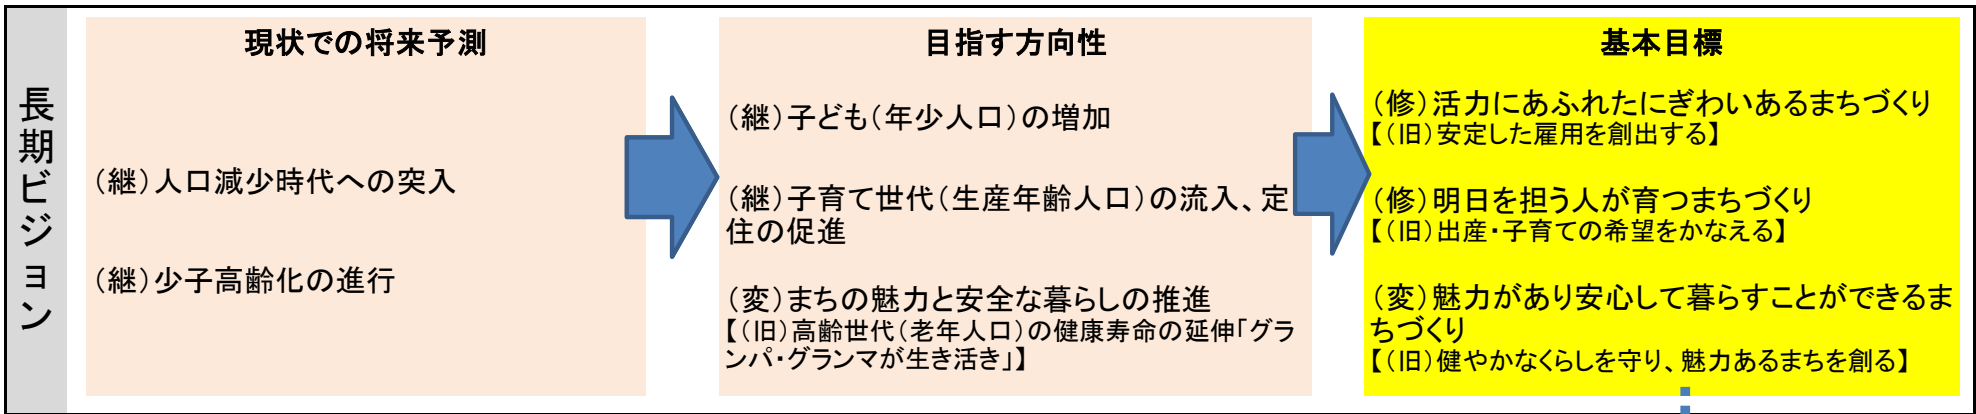 長期ビジョン
現状での将来予測
(継)人口減少時代への突入
(継)少子高齢化の進行
目指す方向性
(継)子ども(年少人口)の増加
(継)子育て世代(生産年齢人口)の流入、定
住の促進
(変)まちの魅力と安全な暮らしの推進
【(旧)高齢世代(老年人口)の健康寿命の延伸「グラ
ンパ・グランマが生き活き」】
基本目標
(修)活力にあふれたにぎわいあるまちづくり
【(旧)安定した雇用を創出する】
(修)明日を担う人が育つまちづくり
【(旧)出産・子育ての希望をかなえる】
(変)魅力があり安心して暮らすことができるま
ちづくり
【(旧)健やかなくらしを守り、魅力あるまちを創る】